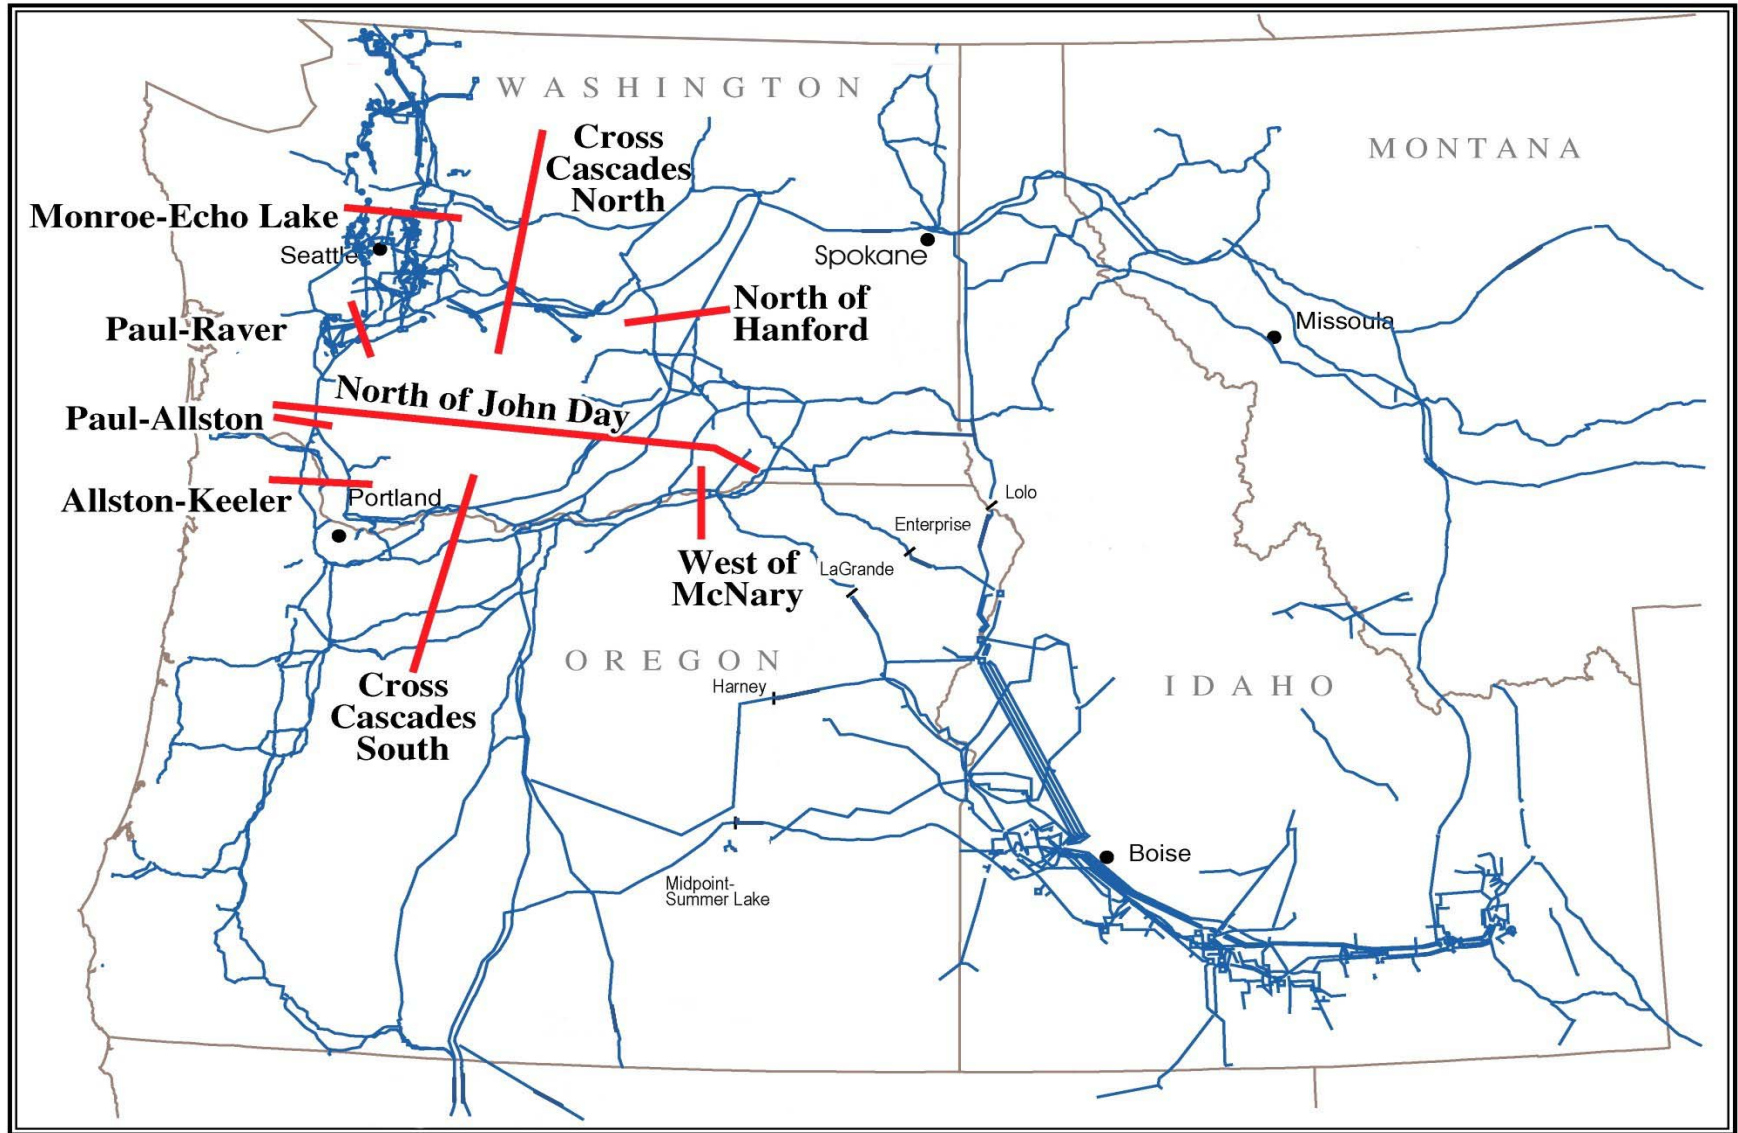 WASHINGTON
Cross
Cascades
North
MONTANA
Monroe-Echo Lake
Seattle
Spokane
North of
Hanford
Paul-Raver
Missoula
North of John Day
Paul-Allston
Allston-Keeler
Portland
Lolo
Enterprise
West of
McNary
LaGrande
OREGON
Harney
IDAHO
Cross
Cascades
South
Boise
Midpoint-
Summer Lake